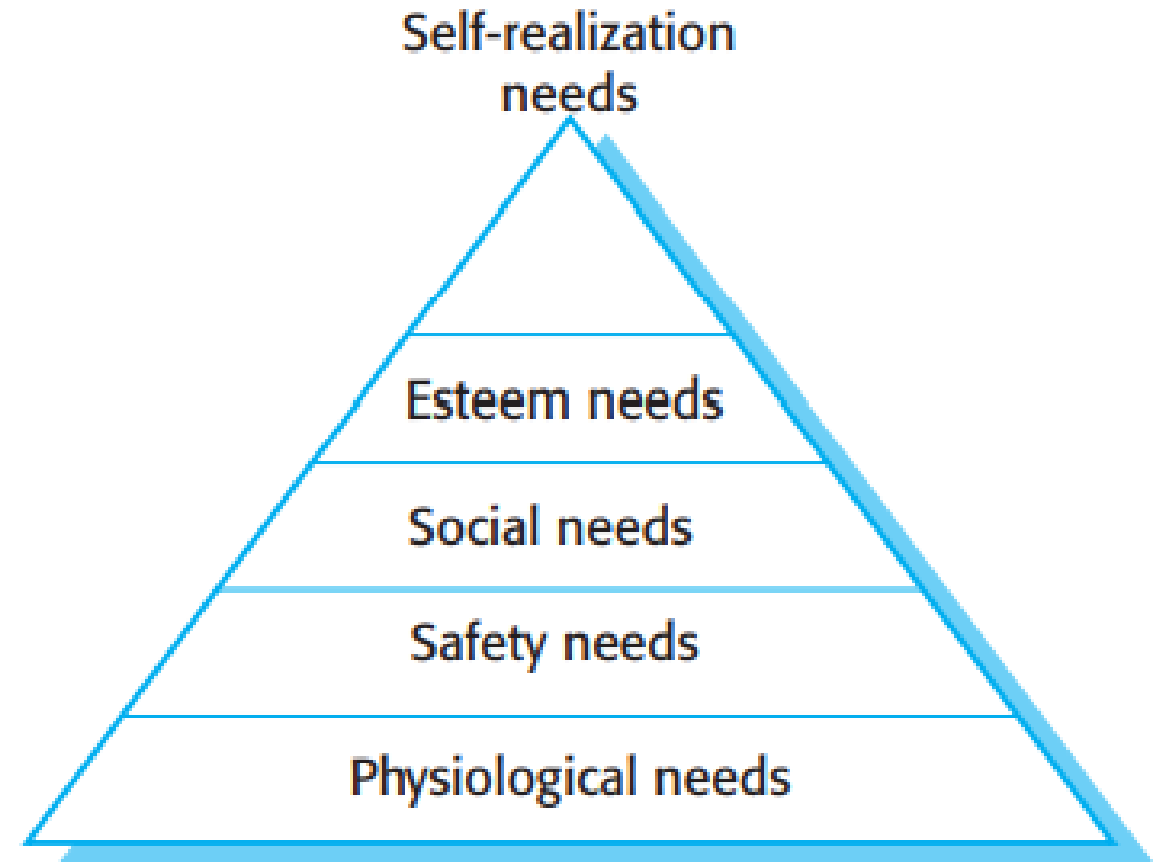 Self-realization
needs
Esteem needs
Social needs
Safety needs
Physiological needs